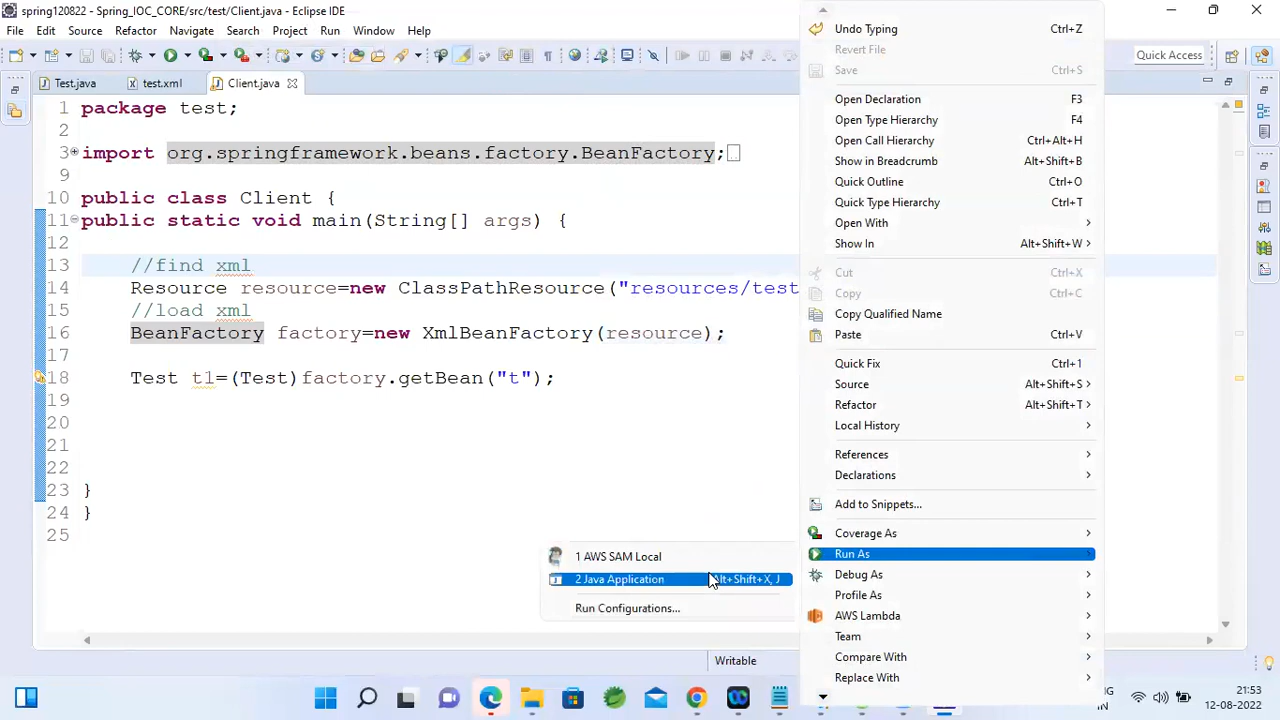 spring120822 - Spring_IOC_CORE/src/test/Client.java - Eclipse IDE
File Edit Source Refactor Navigate Search Project Run Window Help
Quick Access
Test.java test.xml Client.java
1 package test;
2
3 import org.springframework.beans.factory.BeanFactory;
9
10 public class Client {
11 public static void main(String[] args) {
12
13 //find xml
14 Resource resource=new ClassPathResource("resources/test
15 //load xml
16 BeanFactory factory=new XmlBeanFactory(resource);
17
18 Test t1=(Test)factory.getBean("t");
19
20
21
22
23 }
24 }
25
Undo Typing Ctrl+Z
Revert File
Save Ctrl+S
Open Declaration F3
Open Type Hierarchy F4
Open Call Hierarchy Ctrl+Alt+H
Show in Breadcrumb Alt+Shift+B
Quick Outline Ctrl+O
Quick Type Hierarchy Ctrl+T
Open With
Show In Alt+Shift+W
Cut Ctrl+X
Copy Ctrl+C
Copy Qualified Name
Paste Ctrl+V
Quick Fix Ctrl+1
Source Alt+Shift+S
Refactor Alt+Shift+T
Local History
References
Declarations
Add to Snippets...
Coverage As
Run As
Debug As
Profile As
AWS Lambda
Team
Compare With
Replace With
1 AWS SAM Local
2 Java Application Alt+Shift+X, J
Run Configurations...
Writable
21:53
IN 12-08-2022